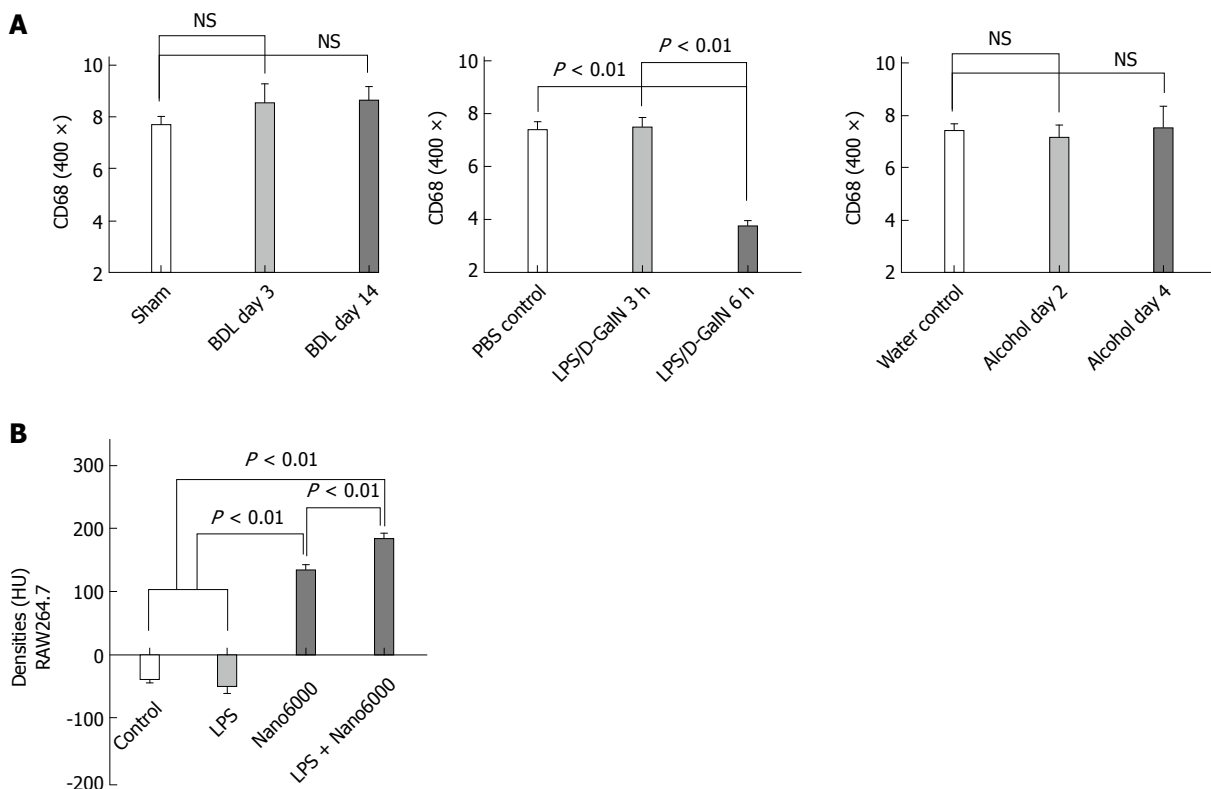 A
NS
NS
10
8
6
4
2
CD68 (400 ×)
Sham
BDL day 3
BDL day 14
P < 0.01
P < 0.01
10
8
6
4
2
CD68 (400 ×)
PBS control
LPS/D-GalN 3 h
LPS/D-GalN 6 h
NS
NS
10
8
6
4
2
CD68 (400 ×)
Water control
Alcohol day 2
Alcohol day 4
B
P < 0.01
P < 0.01
P < 0.01
300
200
100
0
-100
-200
Densities (HU)
RAW264.7
Control
LPS
Nano6000
LPS + Nano6000